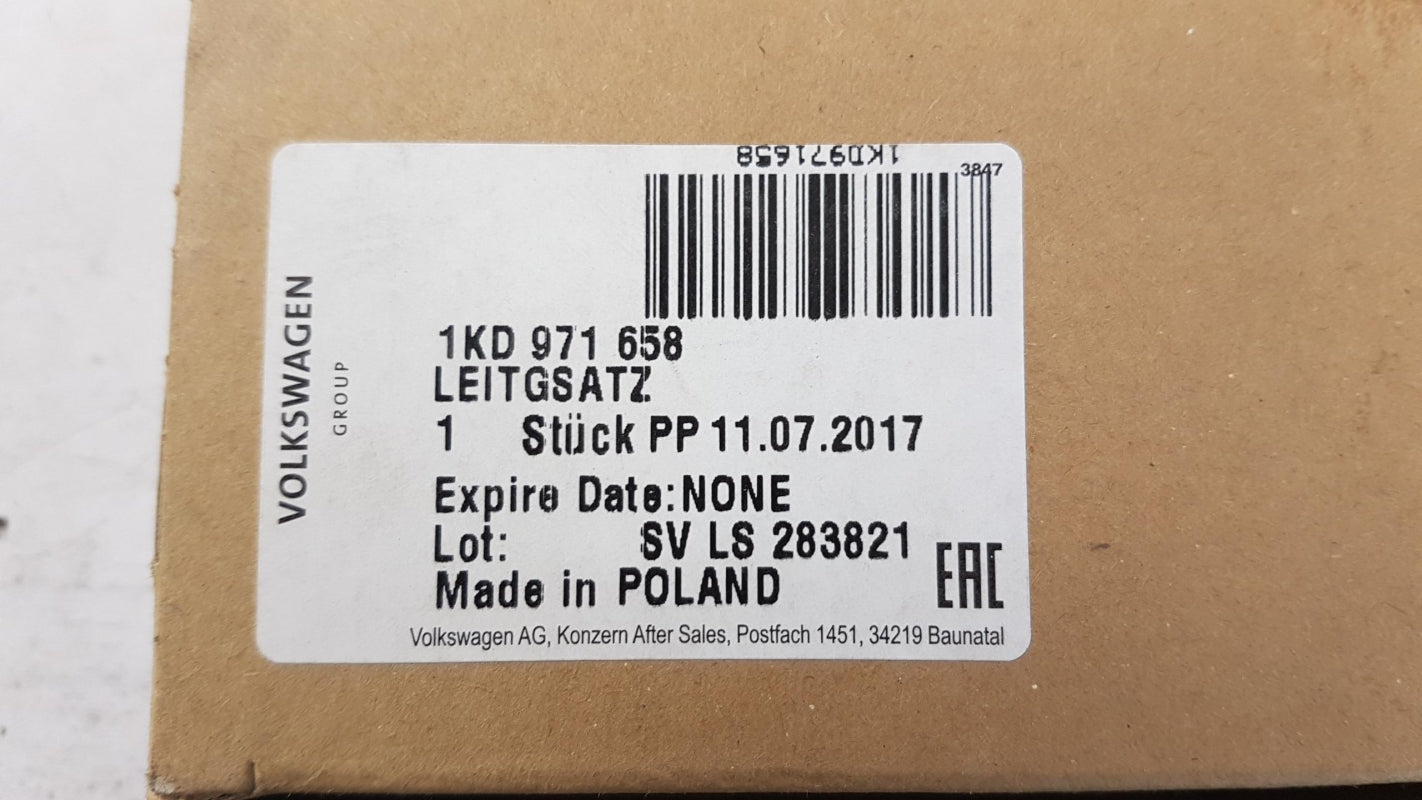 1KD971658
3847
VOLKSWAGEN
GROUP
1KD 971 658
LEITGSATZ
1 Stück PP 11.07.2017
Expire Date:NONE
Lot: SV LS 283821
Made in POLAND
EAC
Volkswagen AG, Konzern After Sales, Postfach 1451, 34219 Baunatal